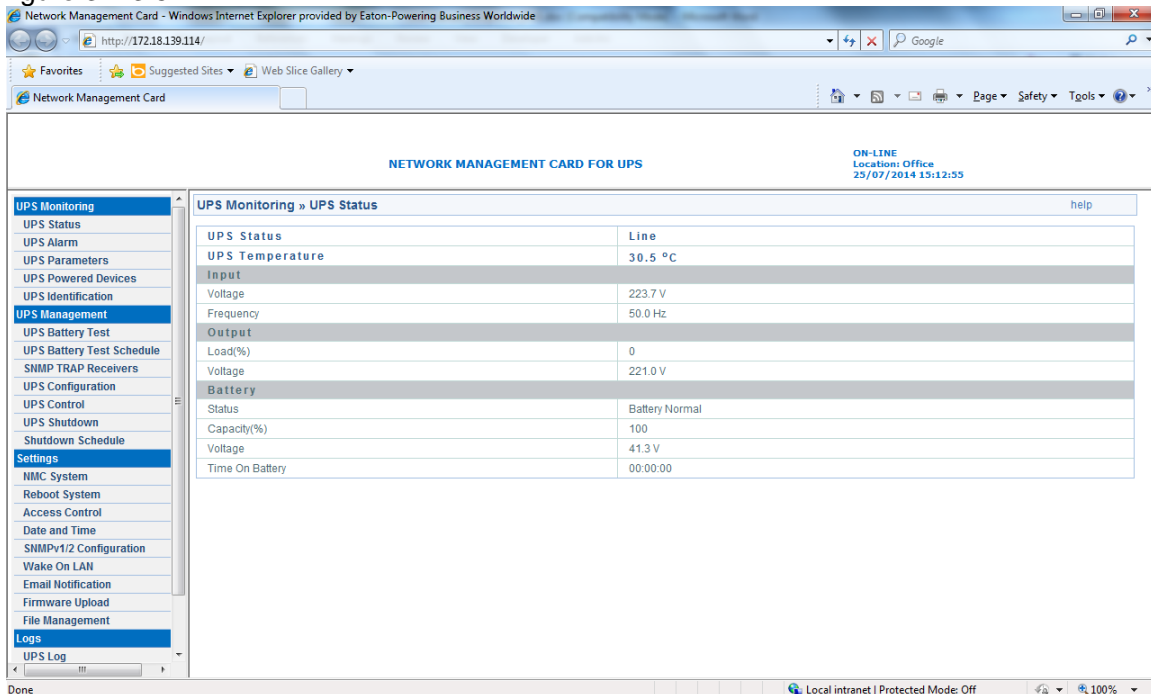 Network Management Card - Windows Internet Explorer provided by Eaton-Powering Business Worldwide
http://172.18.139.114/
Google
Favorites
Suggested Sites
Web Slice Gallery
Network Management Card
Page
Safety
Tools
NETWORK MANAGEMENT CARD FOR UPS
ON-LINE
Location: Office
25/07/2014 15:12:55
UPS Monitoring
UPS Status
UPS Alarm
UPS Parameters
UPS Powered Devices
UPS Identification
UPS Management
UPS Battery Test
UPS Battery Test Schedule
SNMP TRAP Receivers
UPS Configuration
UPS Control
UPS Shutdown
Shutdown Schedule
Settings
NMC System
Reboot System
Access Control
Date and Time
SNMPv1/2 Configuration
Wake On LAN
Email Notification
Firmware Upload
File Management
Logs
UPS Log
UPS Monitoring » UPS Status
help
UPS Status Line
UPS Temperature 30.5 °C
Input
Voltage 223.7 V
Frequency 50.0 Hz
Output
Load(%) 0
Voltage 221.0 V
Battery
Status Battery Normal
Capacity(%) 100
Voltage 41.3 V
Time On Battery 00:00:00
Done
Local intranet | Protected Mode: Off
100%